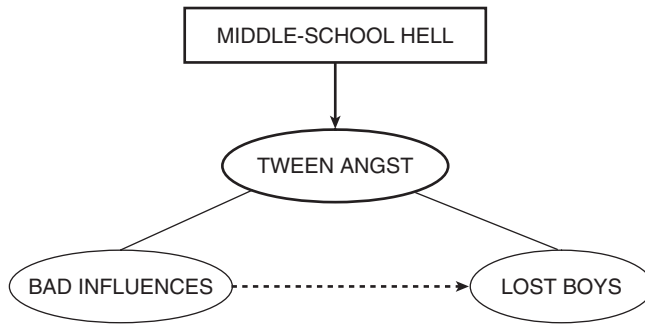 MIDDLE-SCHOOL HELL
TWEEN ANGST
BAD INFLUENCES
LOST BOYS